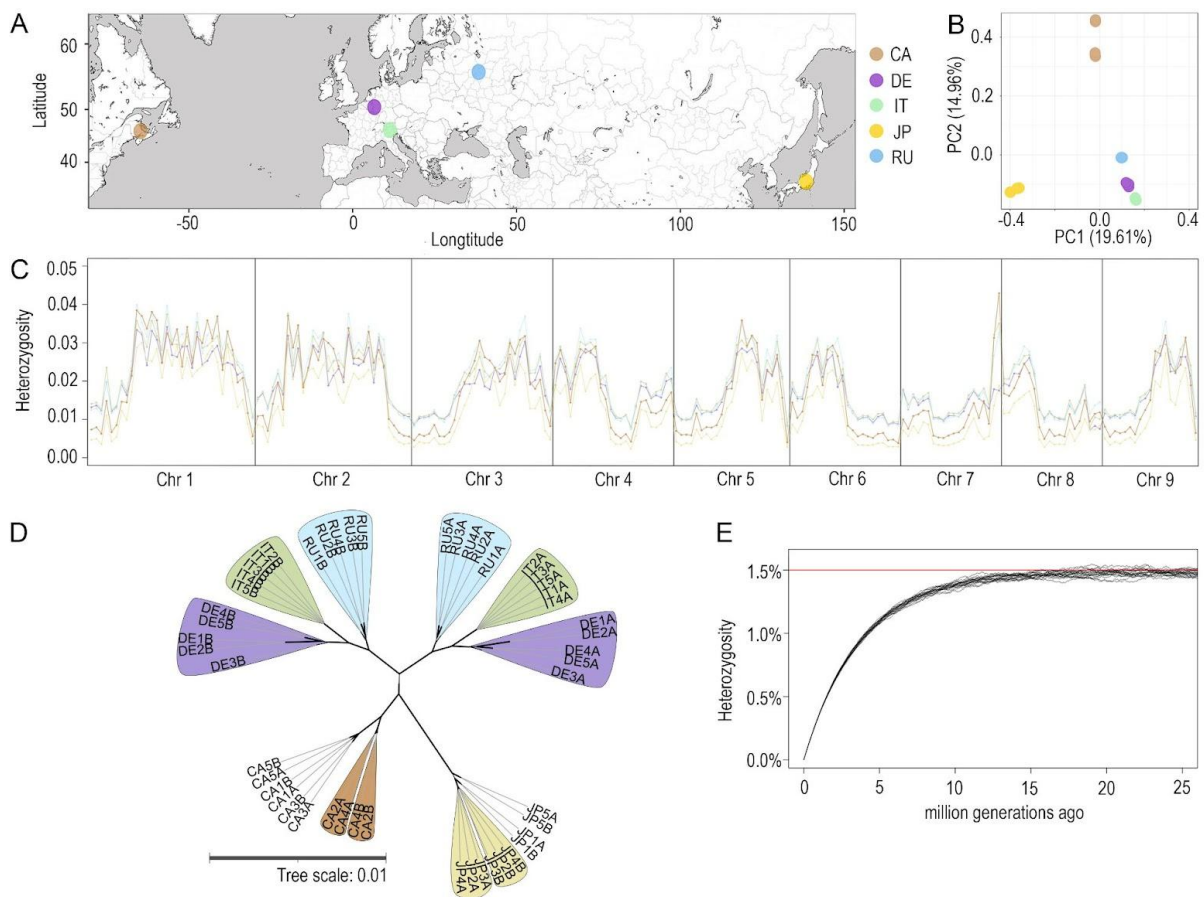 A
60
50
40
Latitude
-50
0
50
100
150
Longtitude
CA
DE
IT
JP
RU
B
0.4
0.2
0.0
PC2 (14.96%)
-0.4
0.0
0.4
PC1 (19.61%)
C
0.05
0.04
0.03
0.02
0.01
0.00
Heterozygosity
Chr 1
Chr 2
Chr 3
Chr 4
Chr 5
Chr 6
Chr 7
Chr 8
Chr 9
D
RU1B
RU2B
RU4B
RU3B
RU5B
RU5A
RU3A
RU4A
RU2A
RU1A
IT5B
IT2A
IT3A
IT5A
IT1A
IT4A
DE4B
DE5B
DE1B
DE2B
DE3B
DE1A
DE2A
DE4A
DE5A
DE3A
CA5B
CA5A
CA1B
CA1A
CA3B
CA3A
CA2A
CA4A
CA4B
CA2B
JP5A
JP5B
JP1A
JP1B
JP4B
JP2B
JP3B
JP3A
JP2A
JP4A
Tree scale: 0.01
E
1.5%
1.0%
0.5%
0.0%
Heterozygosity
0
5
10
15
20
25
million generations ago